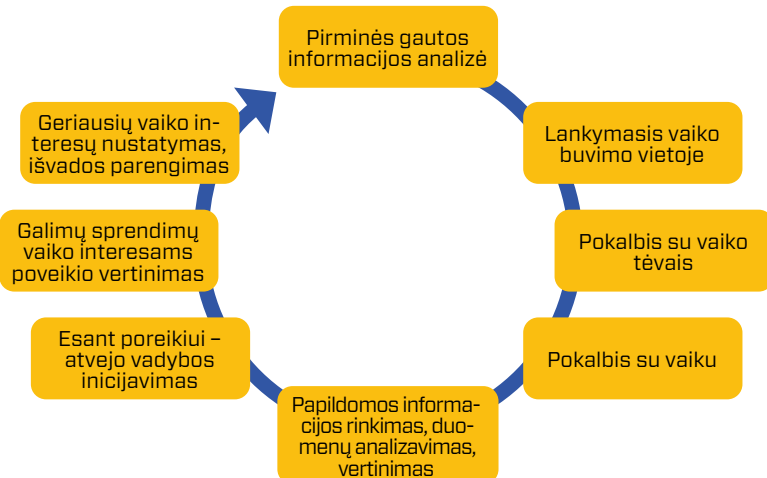 Pirminės gautos
informacijos analizė
Lankymasis vaiko
buvimo vietoje
Pokalbis su vaiko
tėvais
Pokalbis su vaiku
Papildomos informa-
cijos rinkimas, duo-
menų analizavimas,
vertinimas
Esant poreikiui –
atvejo vadybos
inicijavimas
Galimų sprendimų
vaiko interesams
poveikio vertinimas
Geriausių vaiko in-
teresų nustatymas,
išvados parengimas